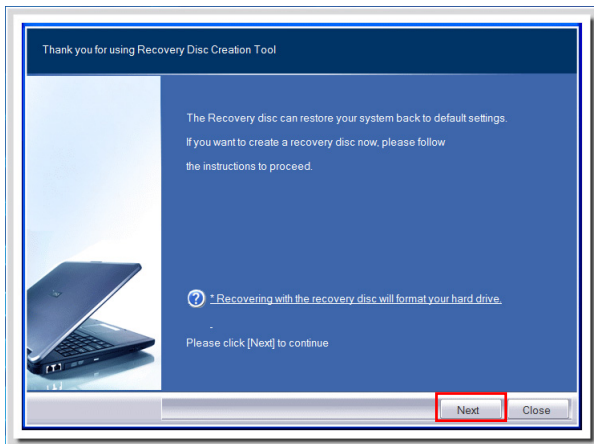 Thank you for using Recovery Disc Creation Tool
The Recovery disc can restore your system back to default settings.
If you want to create a recovery disc now, please follow
the instructions to proceed.
? * Recovering with the recovery disc will format your hard drive.
-
Please click [Next] to continue
Next Close